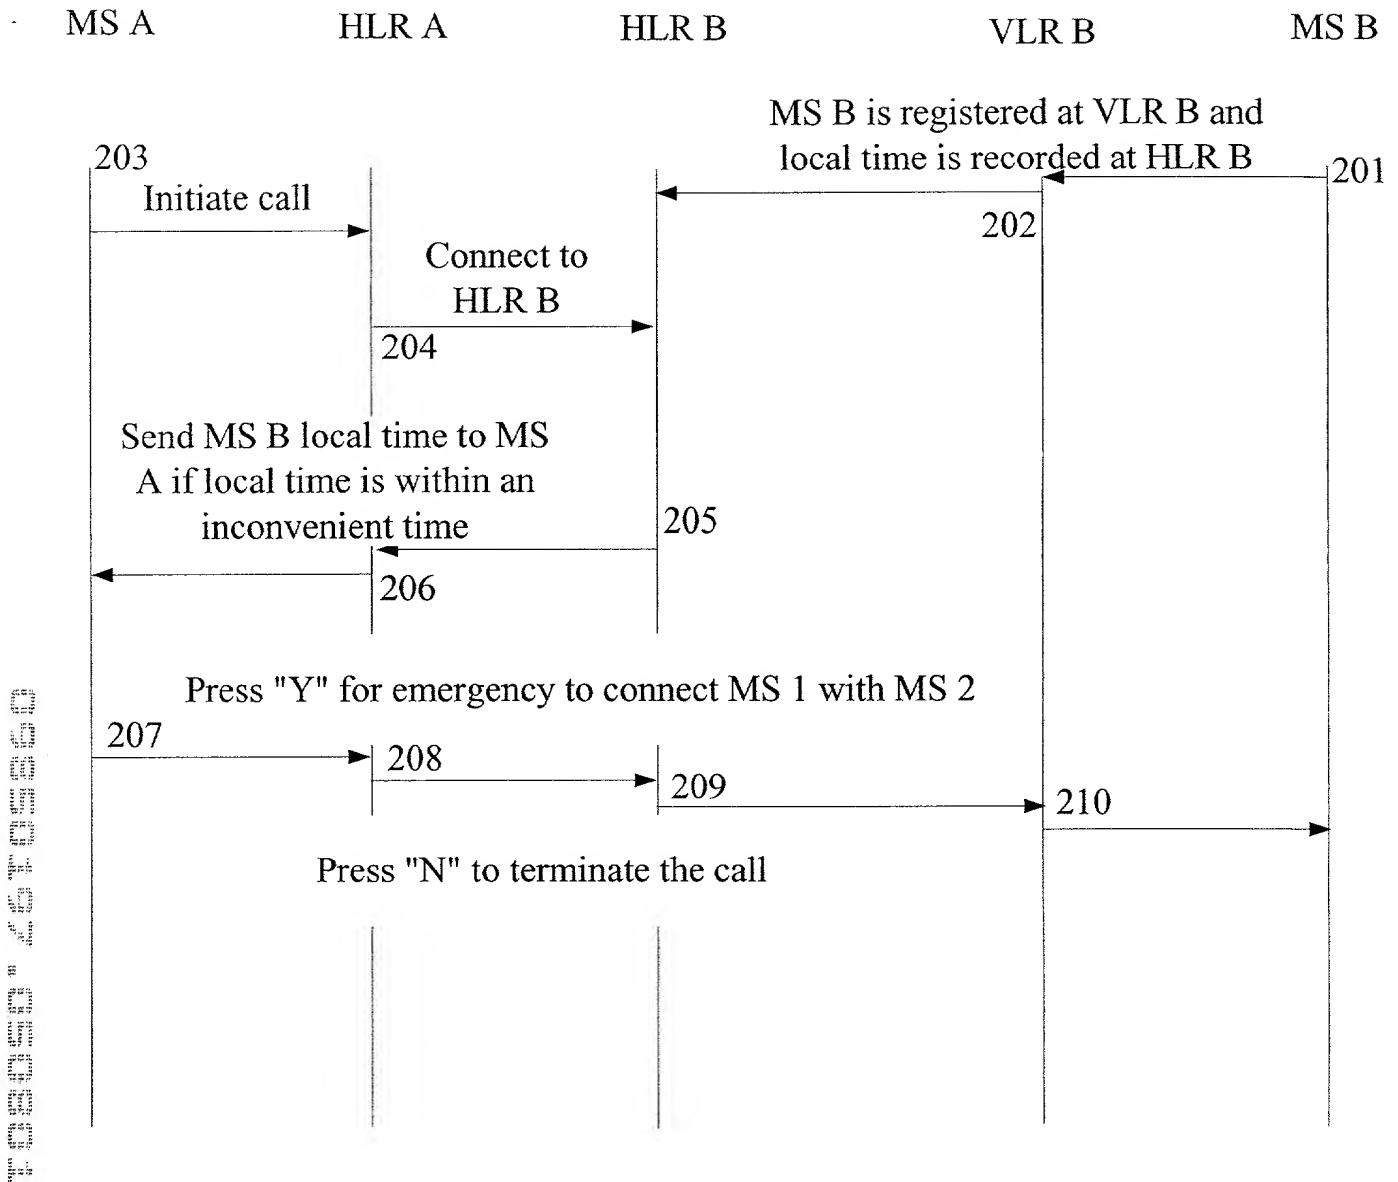 MS A HLR A HLR B VLR B MS B
MS B is registered at VLR B and
local time is recorded at HLR B
203
201
Initiate call
202
Connect to
HLR B
204
Send MS B local time to MS
A if local time is within an
inconvenient time
205
206
Press "Y" for emergency to connect MS 1 with MS 2
207
208
209
210
Press "N" to terminate the call